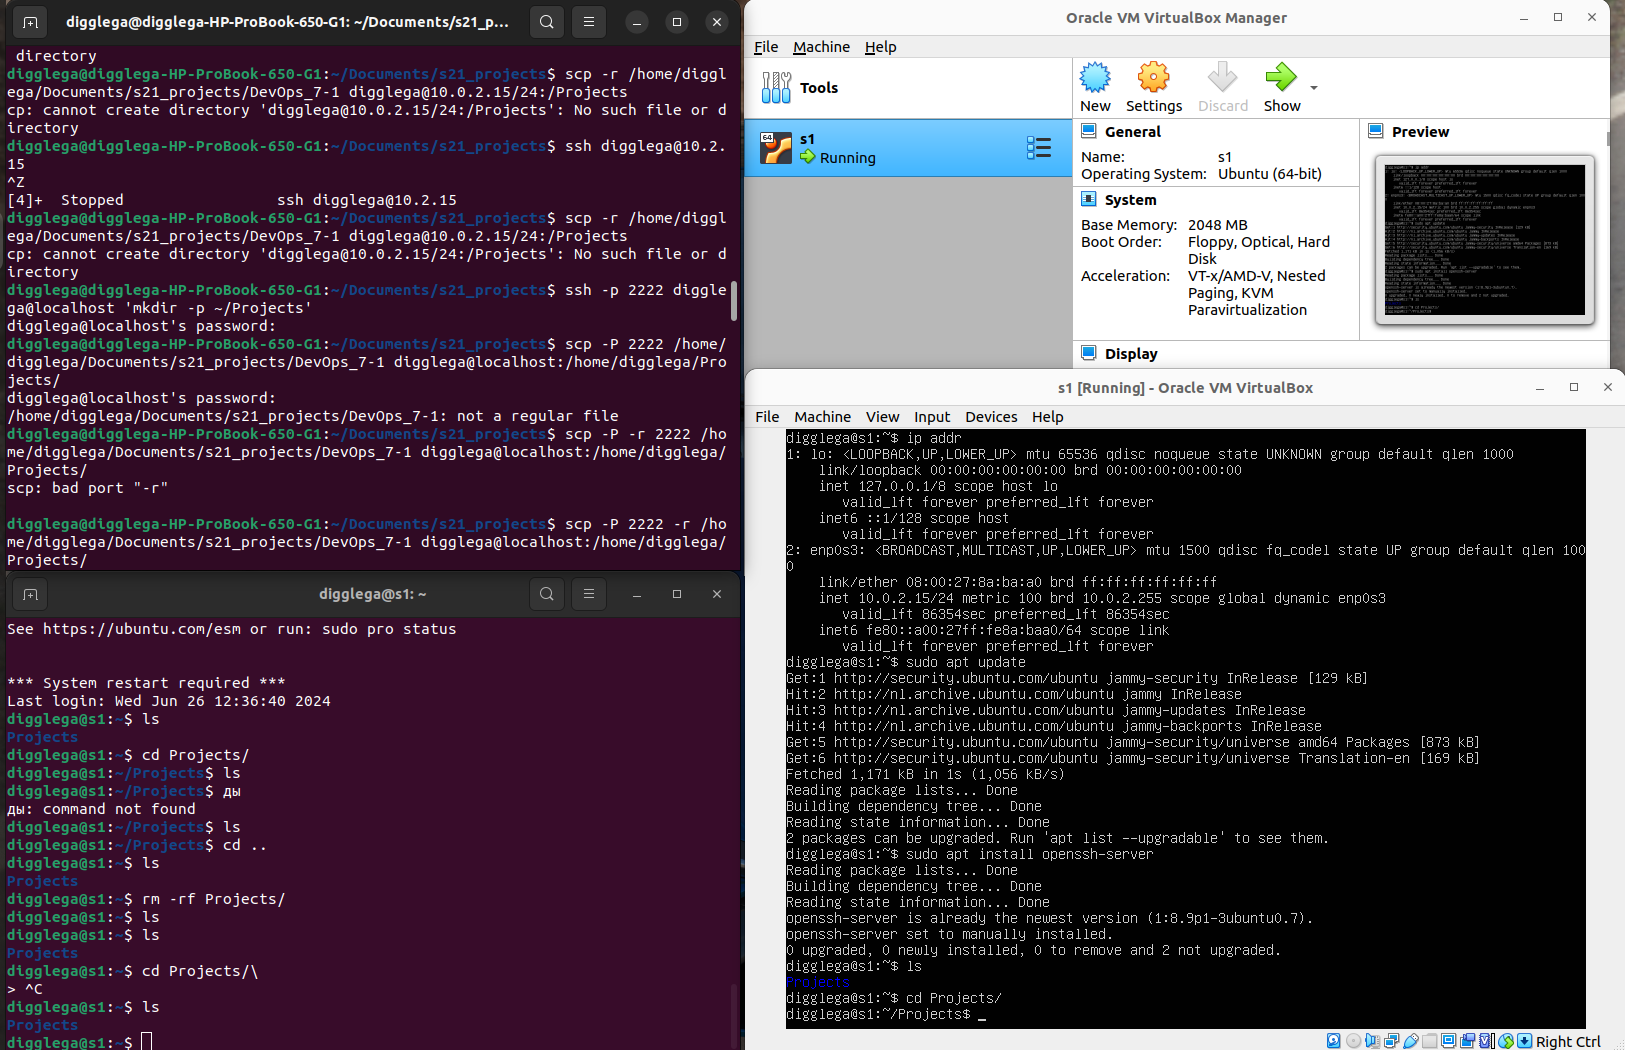 digglega@digglega-HP-ProBook-650-G1: ~/Documents/s21_p...
 directory
digglega@digglega-HP-ProBook-650-G1:~/Documents/s21_projects$ scp -r /home/diggl
ega/Documents/s21_projects/DevOps_7-1 digglega@10.0.2.15/24:/Projects
cp: cannot create directory 'digglega@10.0.2.15/24:/Projects': No such file or d
irectory
digglega@digglega-HP-ProBook-650-G1:~/Documents/s21_projects$ ssh digglega@10.2.
15
^Z
[4]+  Stopped                 ssh digglega@10.2.15
digglega@digglega-HP-ProBook-650-G1:~/Documents/s21_projects$ scp -r /home/diggl
ega/Documents/s21_projects/DevOps_7-1 digglega@10.0.2.15/24:/Projects
cp: cannot create directory 'digglega@10.0.2.15/24:/Projects': No such file or d
irectory
digglega@digglega-HP-ProBook-650-G1:~/Documents/s21_projects$ ssh -p 2222 diggle
ga@localhost 'mkdir -p ~/Projects'
digglega@localhost's password:
digglega@digglega-HP-ProBook-650-G1:~/Documents/s21_projects$ scp -P 2222 /home/
digglega/Documents/s21_projects/DevOps_7-1 digglega@localhost:/home/digglega/Pro
jects/
digglega@localhost's password:
/home/digglega/Documents/s21_projects/DevOps_7-1: not a regular file
digglega@digglega-HP-ProBook-650-G1:~/Documents/s21_projects$ scp -P -r 2222 /ho
me/digglega/Documents/s21_projects/DevOps_7-1 digglega@localhost:/home/digglega/
Projects/
scp: bad port "-r"
digglega@digglega-HP-ProBook-650-G1:~/Documents/s21_projects$ scp -P 2222 -r /ho
me/digglega/Documents/s21_projects/DevOps_7-1 digglega@localhost:/home/digglega/
Projects/
digglega@s1: ~
See https://ubuntu.com/esm or run: sudo pro status
*** System restart required ***
Last login: Wed Jun 26 12:36:40 2024
digglega@s1:~$ ls
Projects
digglega@s1:~$ cd Projects/
digglega@s1:~/Projects$ ls
digglega@s1:~/Projects$ ды
ды: command not found
digglega@s1:~/Projects$ ls
digglega@s1:~/Projects$ cd ..
digglega@s1:~$ ls
Projects
digglega@s1:~$ rm -rf Projects/
digglega@s1:~$ ls
digglega@s1:~$ ls
Projects
digglega@s1:~$ cd Projects/\
> ^C
digglega@s1:~$ ls
Projects
digglega@s1:~$
Oracle VM VirtualBox Manager
File Machine Help
Tools
New Settings Discard Show
64 s1
Running
General
Name: s1
Operating System: Ubuntu (64-bit)
System
Base Memory: 2048 MB
Boot Order: Floppy, Optical, Hard
Disk
Acceleration: VT-x/AMD-V, Nested
Paging, KVM
Paravirtualization
Display
Preview
s1 [Running] - Oracle VM VirtualBox
File Machine View Input Devices Help
digglega@s1:~$ ip addr
1: lo: <LOOPBACK,UP,LOWER_UP> mtu 65536 qdisc noqueue state UNKNOWN group default qlen 1000
    link/loopback 00:00:00:00:00:00 brd 00:00:00:00:00:00
    inet 127.0.0.1/8 scope host lo
       valid_lft forever preferred_lft forever
    inet6 ::1/128 scope host
       valid_lft forever preferred_lft forever
2: enp0s3: <BROADCAST,MULTICAST,UP,LOWER_UP> mtu 1500 qdisc fq_codel state UP group default qlen 100
0
    link/ether 08:00:27:8a:ba:a0 brd ff:ff:ff:ff:ff:ff
    inet 10.0.2.15/24 metric 100 brd 10.0.2.255 scope global dynamic enp0s3
       valid_lft 86354sec preferred_lft 86354sec
    inet6 fe80::a00:27ff:fe8a:baa0/64 scope link
       valid_lft forever preferred_lft forever
digglega@s1:~$ sudo apt update
Get:1 http://security.ubuntu.com/ubuntu jammy-security InRelease [129 kB]
Hit:2 http://nl.archive.ubuntu.com/ubuntu jammy InRelease
Hit:3 http://nl.archive.ubuntu.com/ubuntu jammy-updates InRelease
Hit:4 http://nl.archive.ubuntu.com/ubuntu jammy-backports InRelease
Get:5 http://security.ubuntu.com/ubuntu jammy-security/universe amd64 Packages [873 kB]
Get:6 http://security.ubuntu.com/ubuntu jammy-security/universe Translation-en [169 kB]
Fetched 1,171 kB in 1s (1,056 kB/s)
Reading package lists... Done
Building dependency tree... Done
Reading state information... Done
2 packages can be upgraded. Run 'apt list --upgradable' to see them.
digglega@s1:~$ sudo apt install openssh-server
Reading package lists... Done
Building dependency tree... Done
Reading state information... Done
openssh-server is already the newest version (1:8.9p1-3ubuntu0.7).
openssh-server set to manually installed.
0 upgraded, 0 newly installed, 0 to remove and 2 not upgraded.
digglega@s1:~$ ls
Projects
digglega@s1:~$ cd Projects/
digglega@s1:~/Projects$ _
Right Ctrl